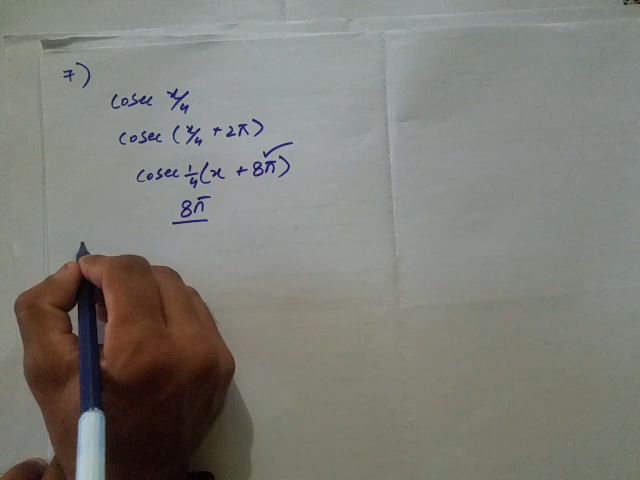 7)
cosec x/4
cosec (x/4 + 2π)
cosec 1/4 (x + 8π) ✓
8π